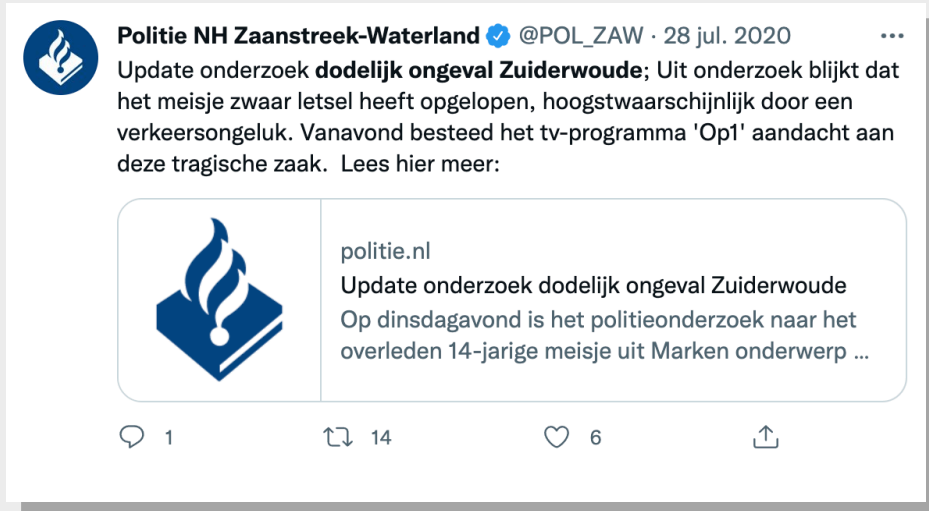 Politie NH Zaanstreek-Waterland @POL_ZAW · 28 jul. 2020
Update onderzoek dodelijk ongeval Zuiderwoude; Uit onderzoek blijkt dat
het meisje zwaar letsel heeft opgelopen, hoogstwaarschijnlijk door een
verkeersongeluk. Vanavond besteed het tv-programma 'Op1' aandacht aan
deze tragische zaak. Lees hier meer:
politie.nl
Update onderzoek dodelijk ongeval Zuiderwoude
Op dinsdagavond is het politieonderzoek naar het
overleden 14-jarige meisje uit Marken onderwerp ...
1 14 6